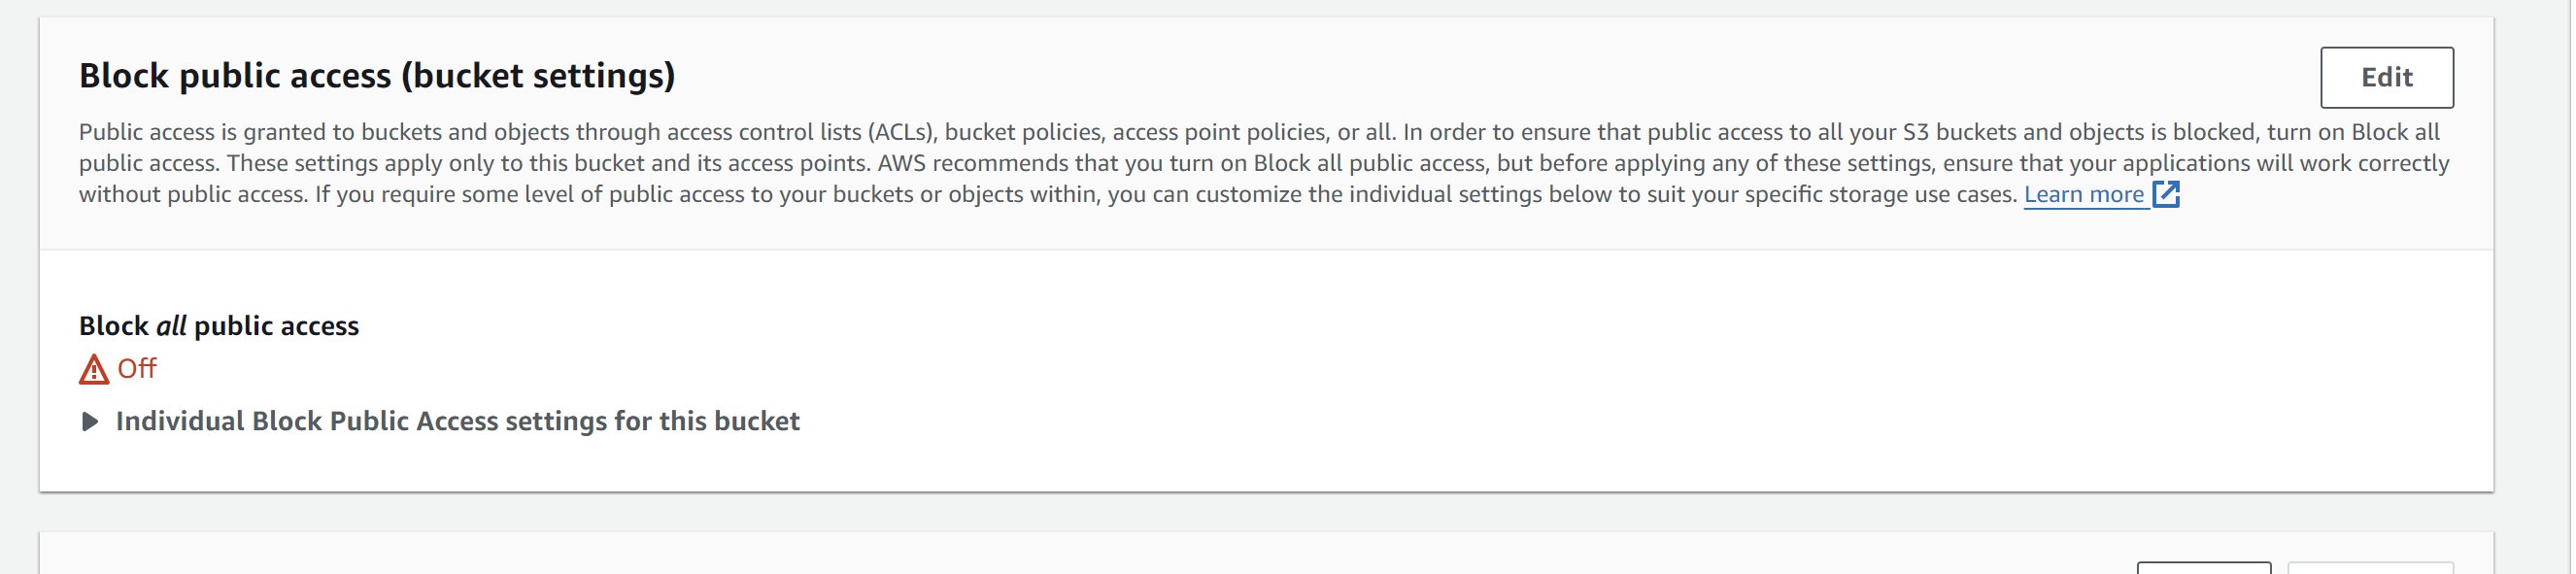 Block public access (bucket settings)
Edit
Public access is granted to buckets and objects through access control lists (ACLs), bucket policies, access point policies, or all. In order to ensure that public access to all your S3 buckets and objects is blocked, turn on Block all
public access. These settings apply only to this bucket and its access points. AWS recommends that you turn on Block all public access, but before applying any of these settings, ensure that your applications will work correctly
without public access. If you require some level of public access to your buckets or objects within, you can customize the individual settings below to suit your specific storage use cases. Learn more
Block all public access
Off
Individual Block Public Access settings for this bucket